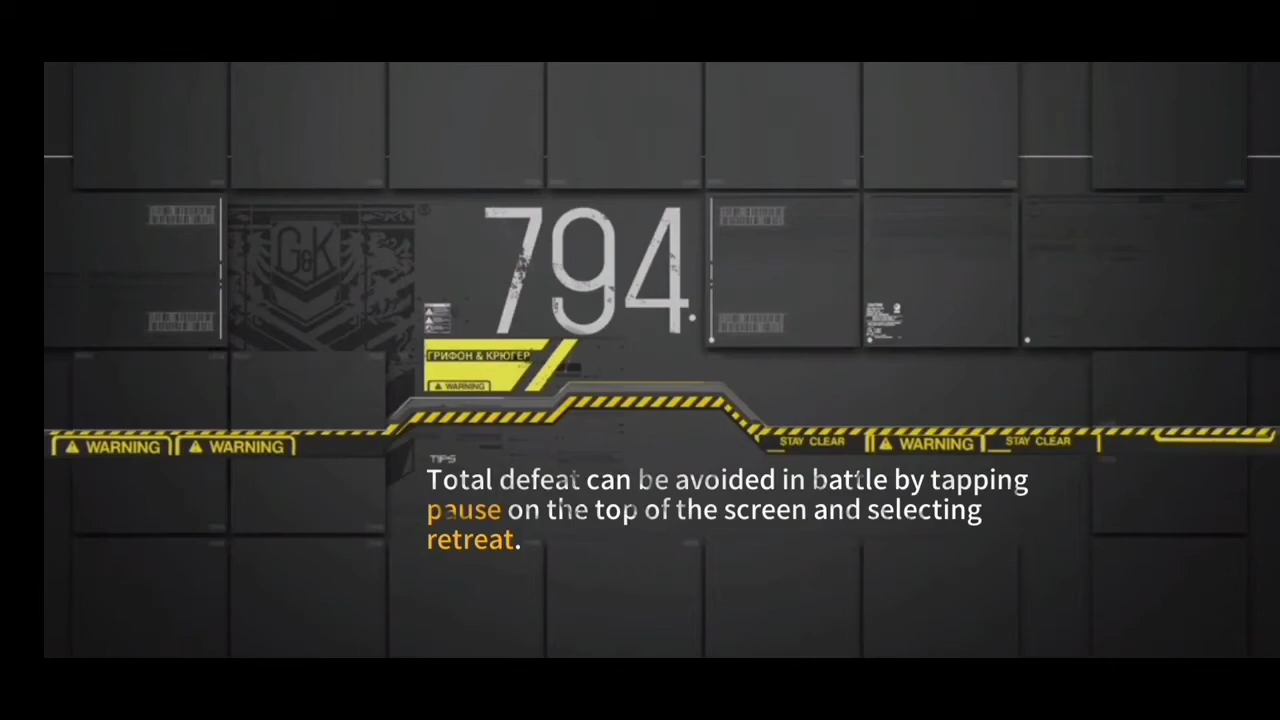 G&K
794.
ГРИФОН & КРЮГЕР
WARNING
WARNING
WARNING
STAY CLEAR
WARNING
STAY CLEAR
TIPS
Total defeat can be avoided in battle by tapping
pause on the top of the screen and selecting
retreat.